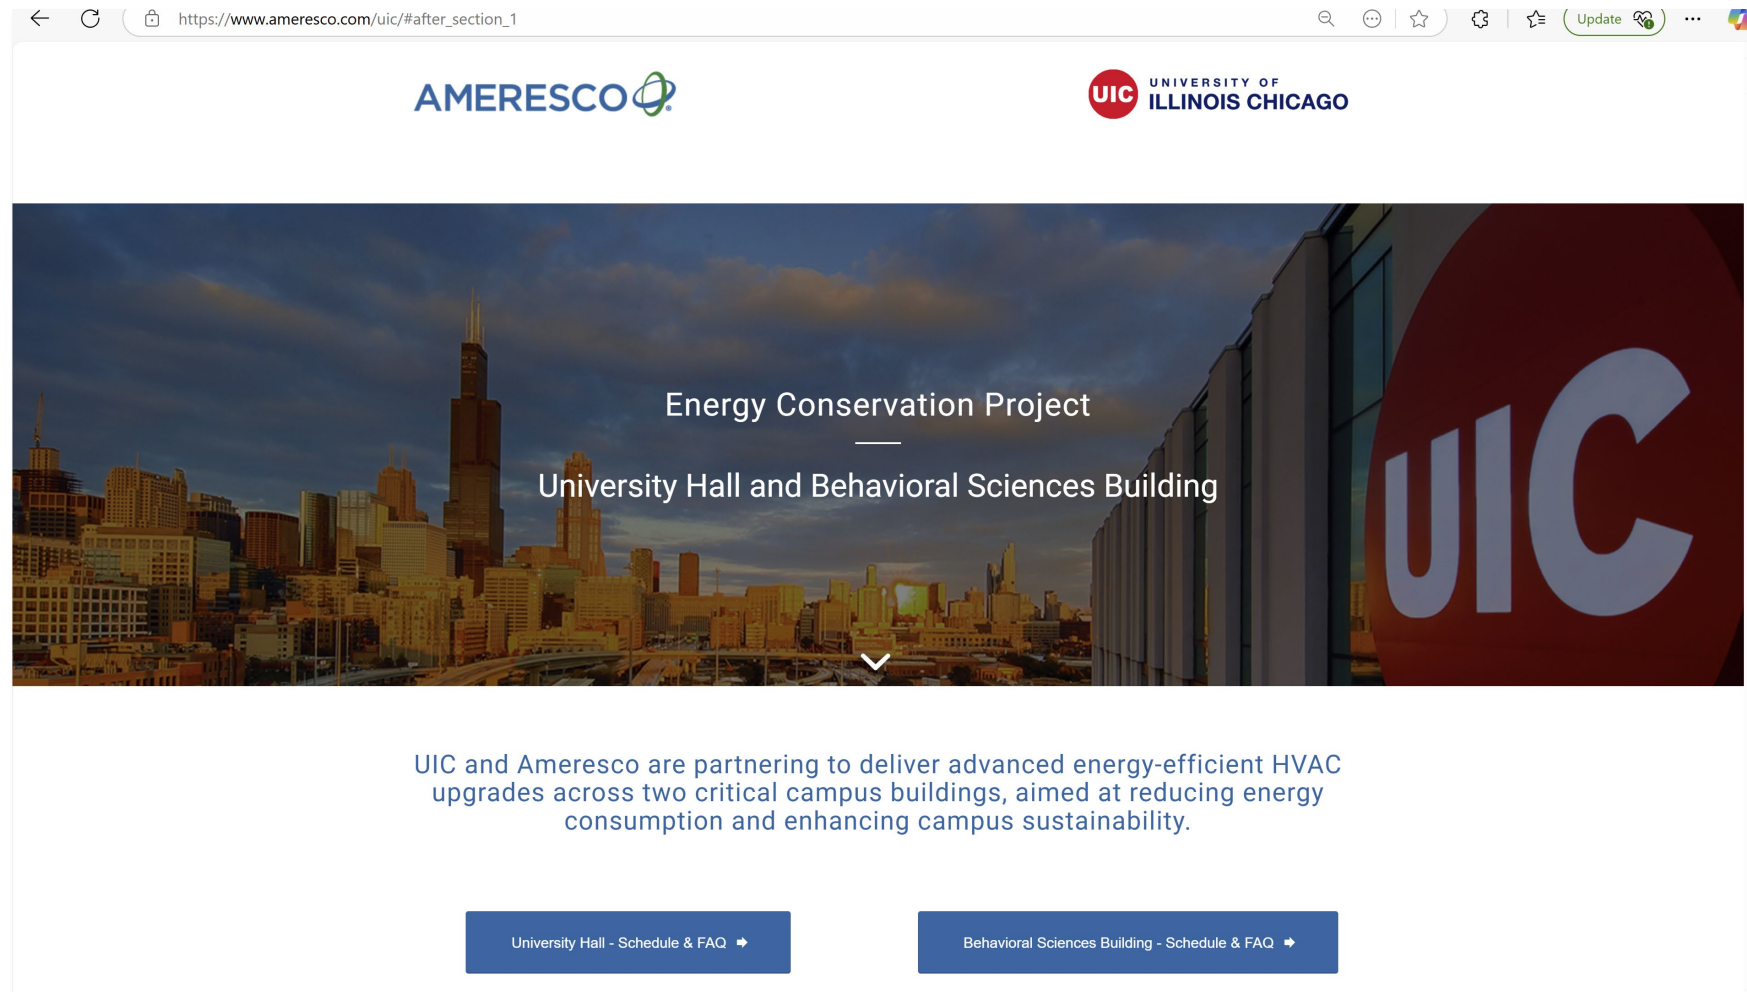 https://www.ameresco.com/uic/#after_section_1
Update
AMERESCO
UIC
UNIVERSITY OF
ILLINOIS CHICAGO
Energy Conservation Project
University Hall and Behavioral Sciences Building
UIC
UIC and Ameresco are partnering to deliver advanced energy-efficient HVAC
upgrades across two critical campus buildings, aimed at reducing energy
consumption and enhancing campus sustainability.
University Hall - Schedule & FAQ
Behavioral Sciences Building - Schedule & FAQ